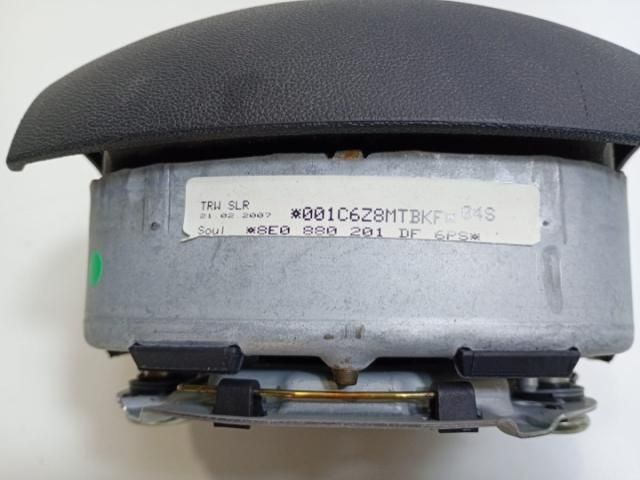 TRW SLR
21.02.2007 *001C6Z8MTBKF* 04S
Soul *8E0 880 201 DF 6PS*